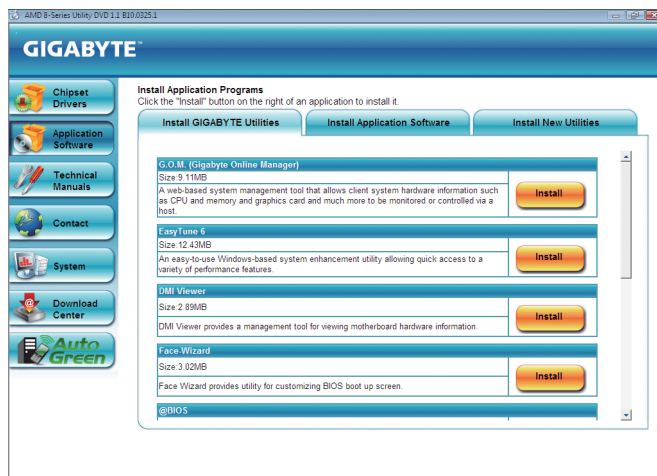 AMD 8-Series Utility DVD 1.1 B10.0325.1
GIGABYTE™
Chipset
Drivers
Application
Software
Technical
Manuals
Contact
System
Download
Center
Auto
Green
Install Application Programs
Click the "Install" button on the right of an application to install it.
Install GIGABYTE Utilities
Install Application Software
Install New Utilities
G.O.M. (Gigabyte Online Manager)
Size:9.11MB
A web-based system management tool that allows client system hardware information such
as CPU and memory and graphics card and much more to be monitored or controlled via a
host.
Install
EasyTune 6
Size:12.43MB
An easy-to-use Windows-based system enhancement utility allowing quick access to a
variety of performance features.
Install
DMI Viewer
Size:2.89MB
DMI Viewer provides a management tool for viewing motherboard hardware information.
Install
Face-Wizard
Size:3.02MB
Face Wizard provides utility for customizing BIOS boot up screen.
Install
@BIOS